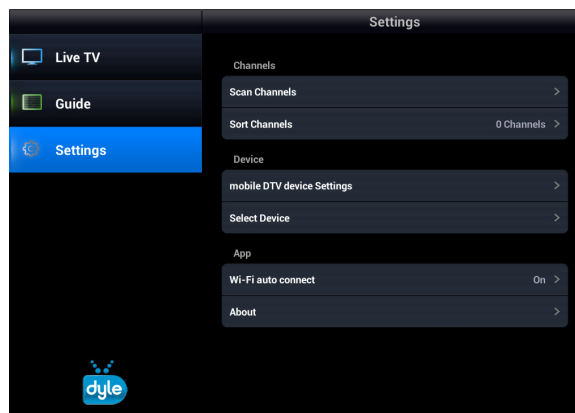 Settings
Live TV
Guide
Settings
Channels
Scan Channels >
Sort Channels 0 Channels >
Device
mobile DTV device Settings >
Select Device >
App
Wi-Fi auto connect On >
About >
dyle